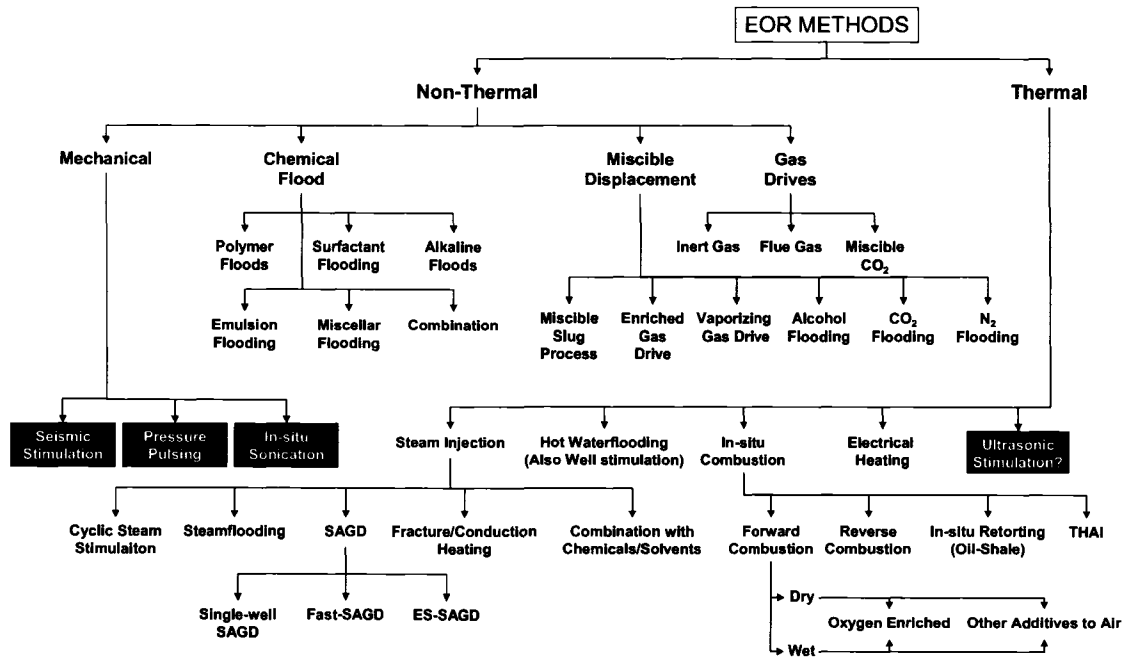 EOR METHODS
Non-Thermal
Thermal
Mechanical
Chemical
Flood
Miscible
Displacement
Gas
Drives
Polymer
Floods
Surfactant
Flooding
Alkaline
Floods
Inert Gas
Flue Gas
Miscible
CO₂
Emulsion
Flooding
Miscellar
Flooding
Combination
Miscible
Slug
Process
Enriched
Gas
Drive
Vaporizing
Gas Drive
Alcohol
Flooding
CO₂
Flooding
N₂
Flooding
Seismic
Stimulation
Pressure
Pulsing
In-situ
Sonication
Steam Injection
Hot Waterflooding
(Also Well stimulation)
In-situ
Combustion
Electrical
Heating
Ultrasonic
Stimulation?
Cyclic Steam
Stimulaiton
Steamflooding
SAGD
Fracture/Conduction
Heating
Combination with
Chemicals/Solvents
Forward
Combustion
Reverse
Combustion
In-situ Retorting
(Oil-Shale)
THAI
Single-well
SAGD
Fast-SAGD
ES-SAGD
Dry
Oxygen Enriched
Other Additives to Air
Wet